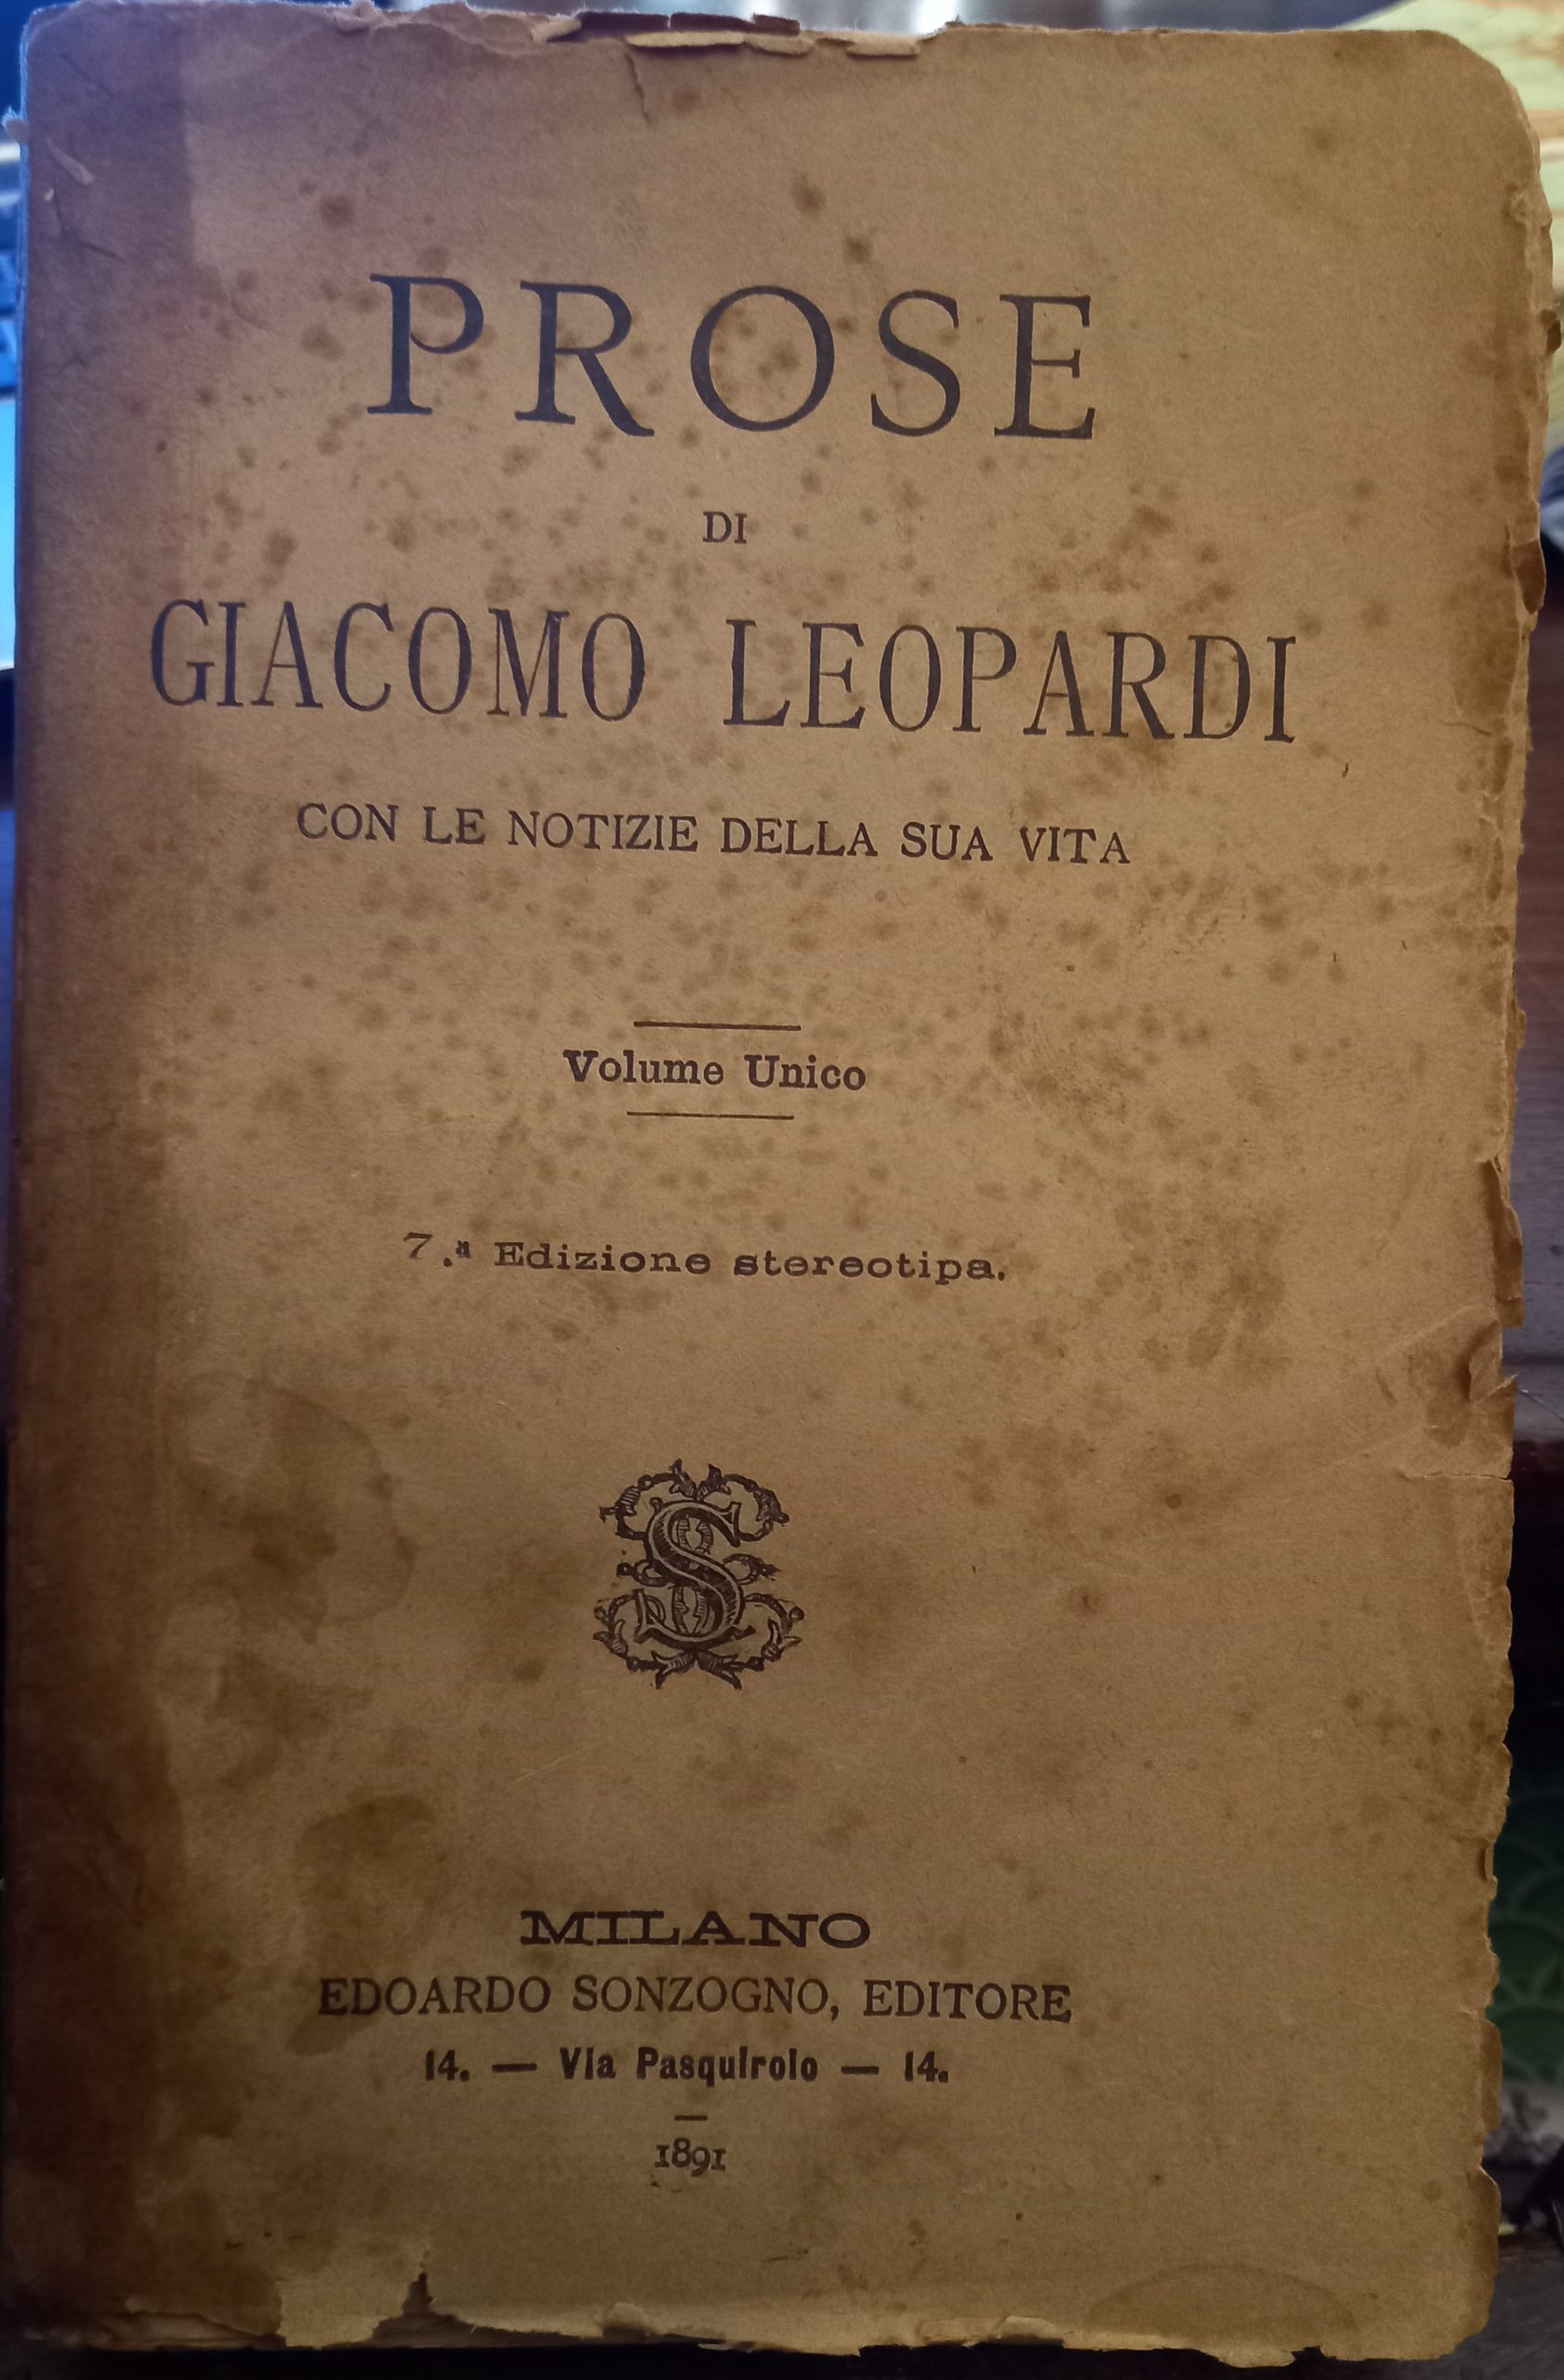 PROSE
DI
GIACOMO LEOPARDI
CON LE NOTIZIE DELLA SUA VITA
Volume Unico
7.ª Edizione stereotipa.
MILANO
EDOARDO SONZOGNO, EDITORE
14. — Via Pasquirolo — 14.
1891